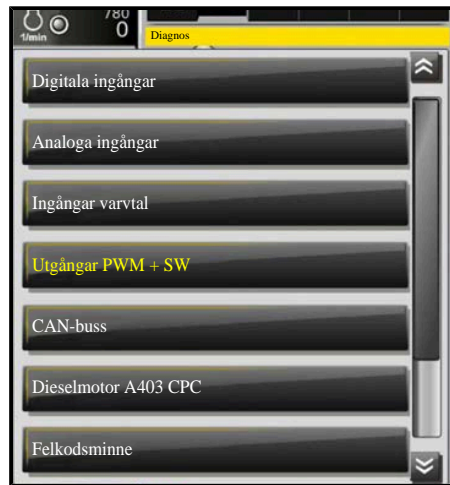 780
1/min 0
Diagnos
Digitala ingångar
Analoga ingångar
Ingångar varvtal
Utgångar PWM + SW
CAN-buss
Dieselmotor A403 CPC
Felkodsminne